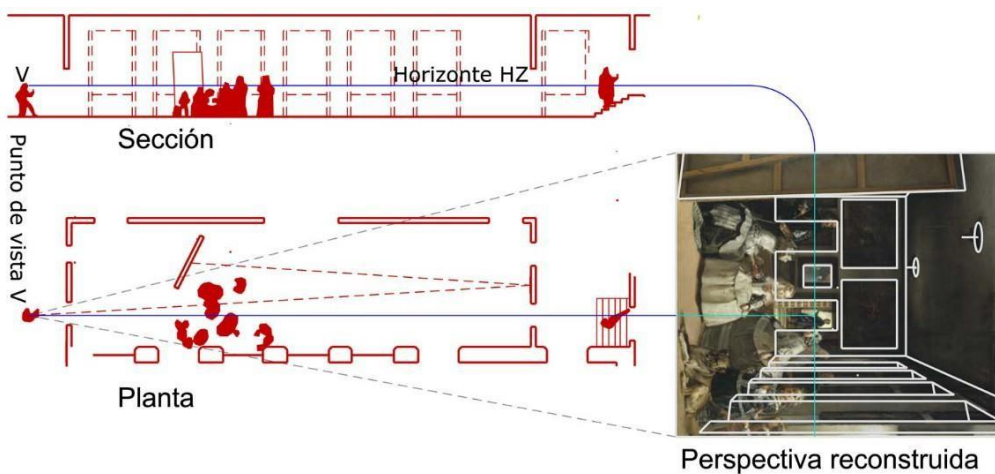 V
Horizonte HZ
Sección
Punto de vista V
Planta
Perspectiva reconstruida